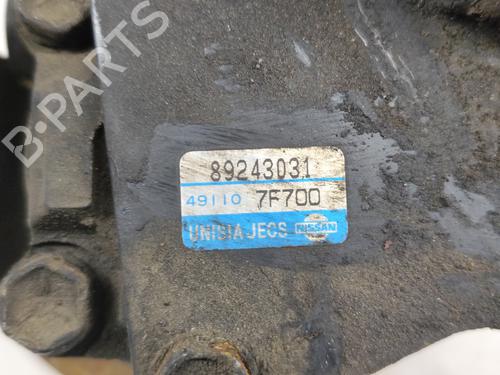 89243031
49110 7F700
UNISIA JECS NISSAN
B-PARTS